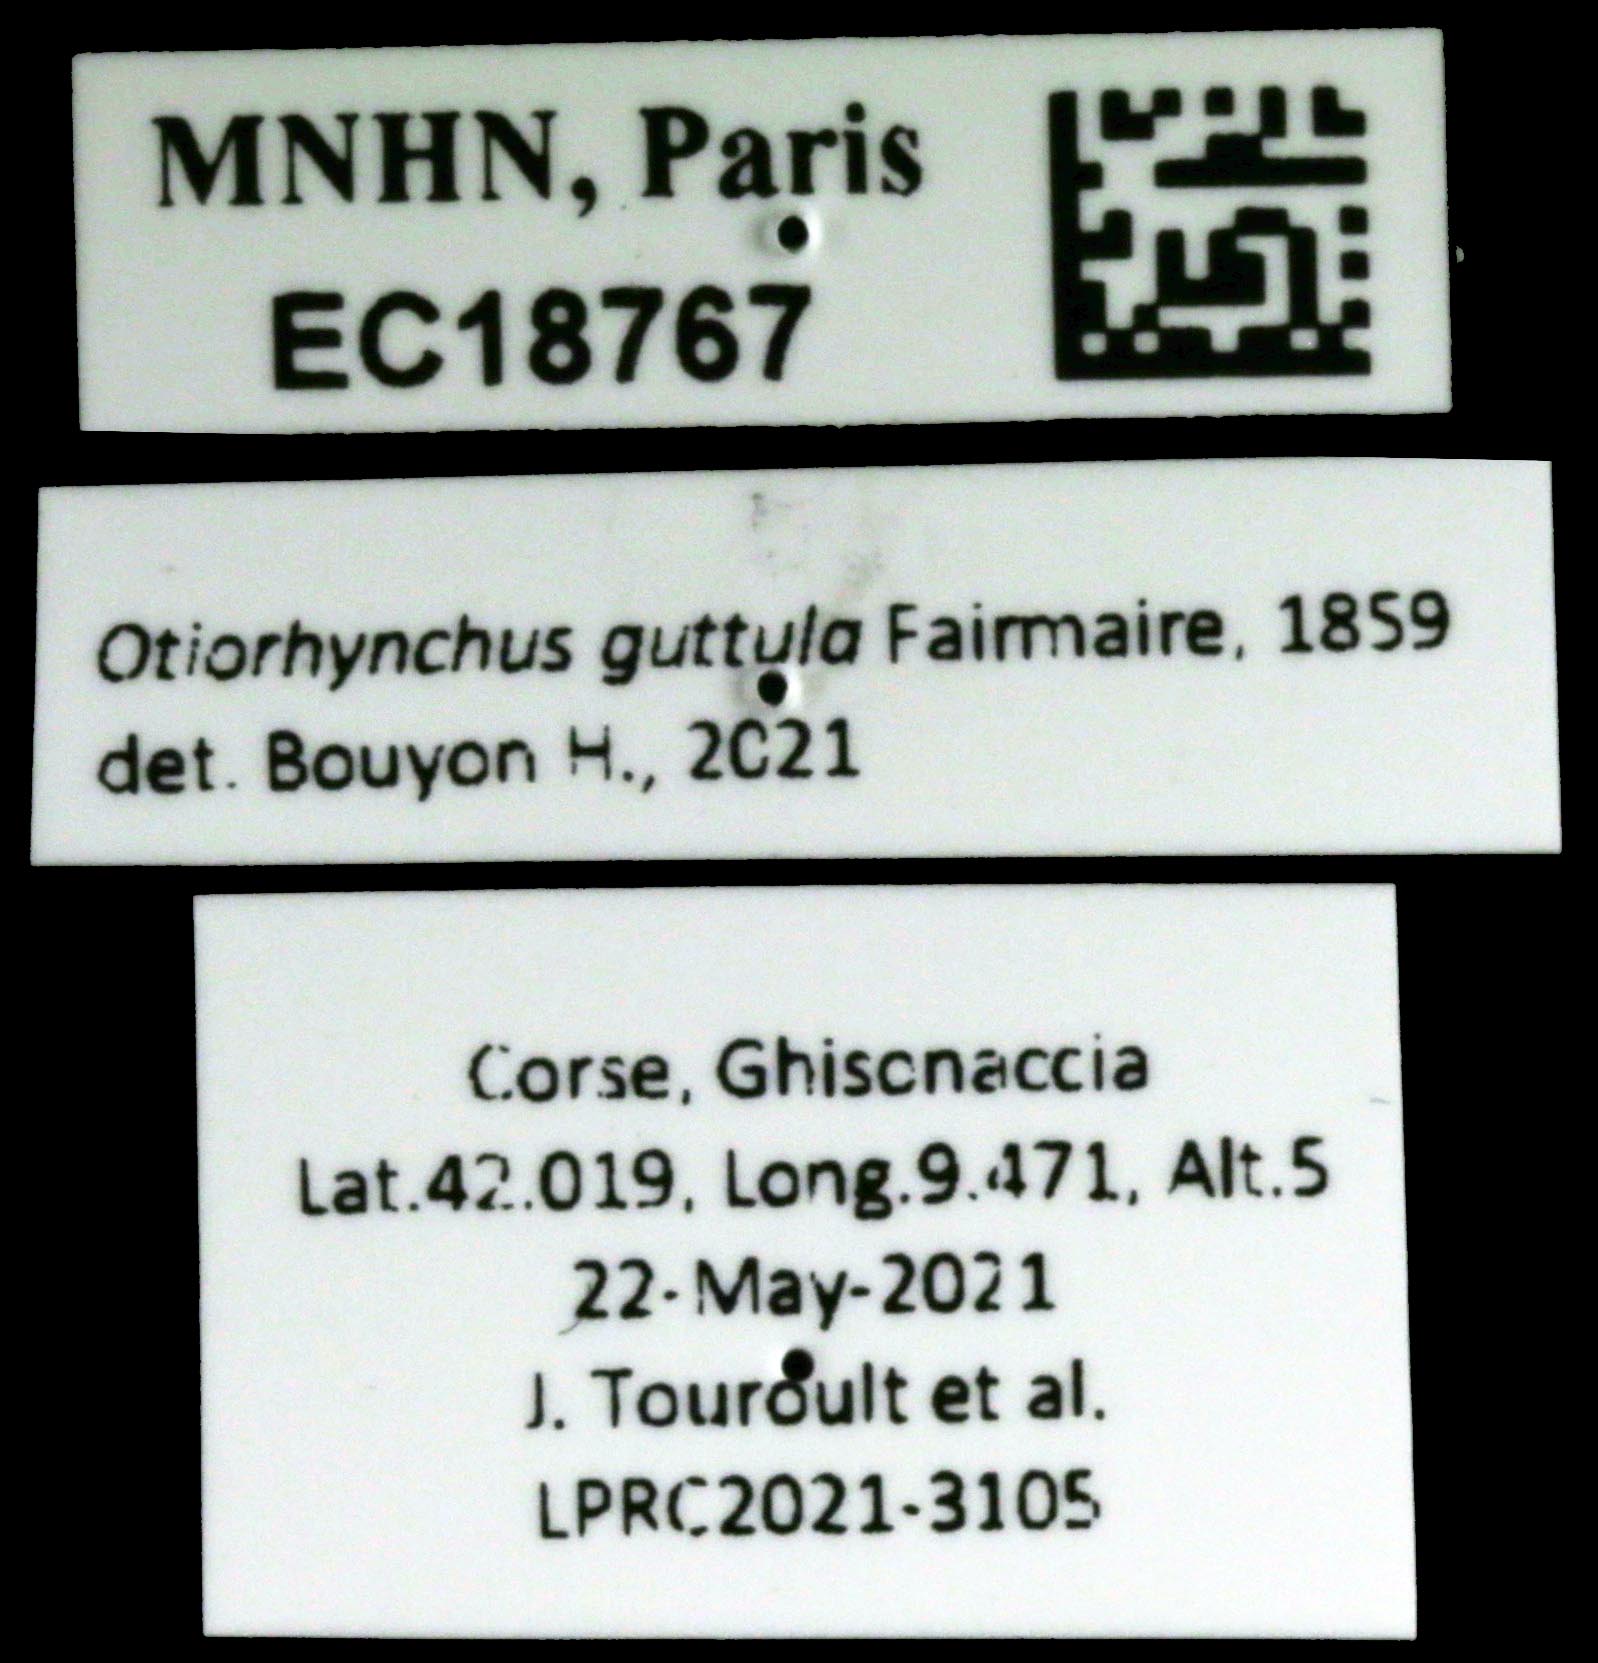 MNHN, Paris
EC18767
Otiorhynchus guttula Fairmaire, 1859
det. Bouyon H., 2021
Corse, Ghisonaccia
Lat.42.019, Long.9.471, Alt.5
22-May-2021
J. Touroult et al.
LPRC2021-3105